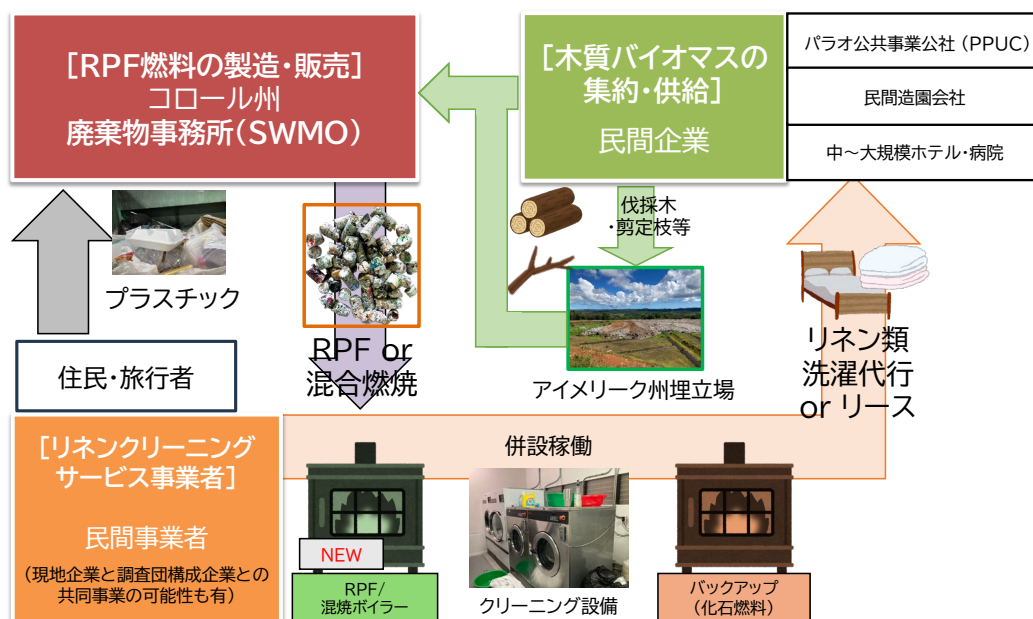 [RPF燃料の製造・販売]
コロール州
廃棄物事務所(SWMO)
[木質バイオマスの
集約・供給]
民間企業
パラオ公共事業公社 (PPUC)
民間造園会社
中～大規模ホテル・病院
プラスチック
伐採木
・剪定枝等
RPF or
混合燃焼
アイメリーク州埋立場
リネン類
洗濯代行
or リース
住民・旅行者
[リネンクリーニング
サービス事業者]
民間事業者
(現地企業と調査団構成企業との
共同事業の可能性も有)
併設稼働
NEW
RPF/
混焼ボイラー
クリーニング設備
バックアップ
(化石燃料)